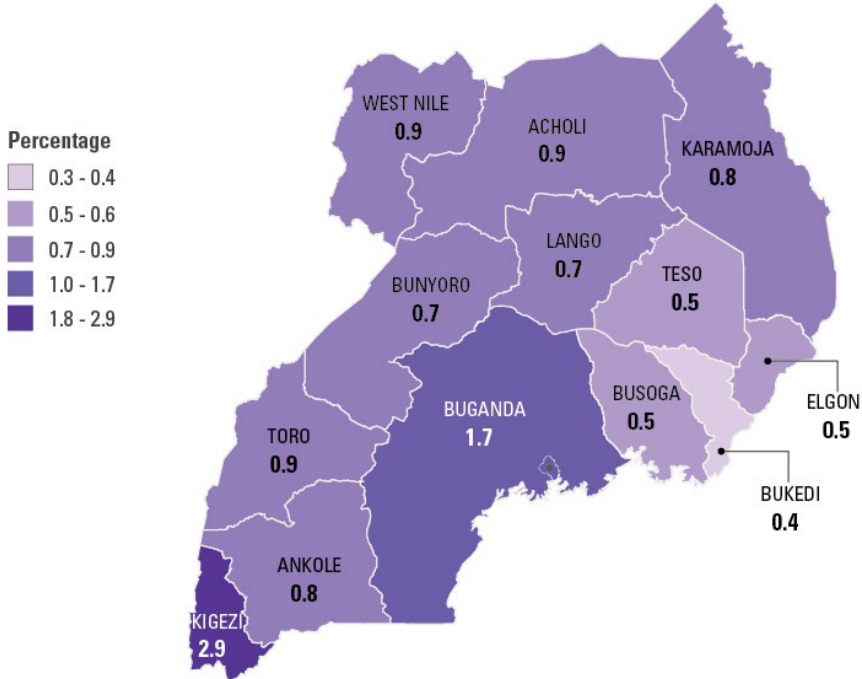 Percentage
0.3 - 0.4
0.5 - 0.6
0.7 - 0.9
1.0 - 1.7
1.8 - 2.9
WEST NILE
0.9
ACHOLI
0.9
KARAMOJA
0.8
LANGO
0.7
TESO
0.5
BUNYORO
0.7
BUGANDA
1.7
BUSOGA
0.5
ELGON
0.5
TORO
0.9
BUKEDI
0.4
ANKOLE
0.8
KIGEZI
2.9